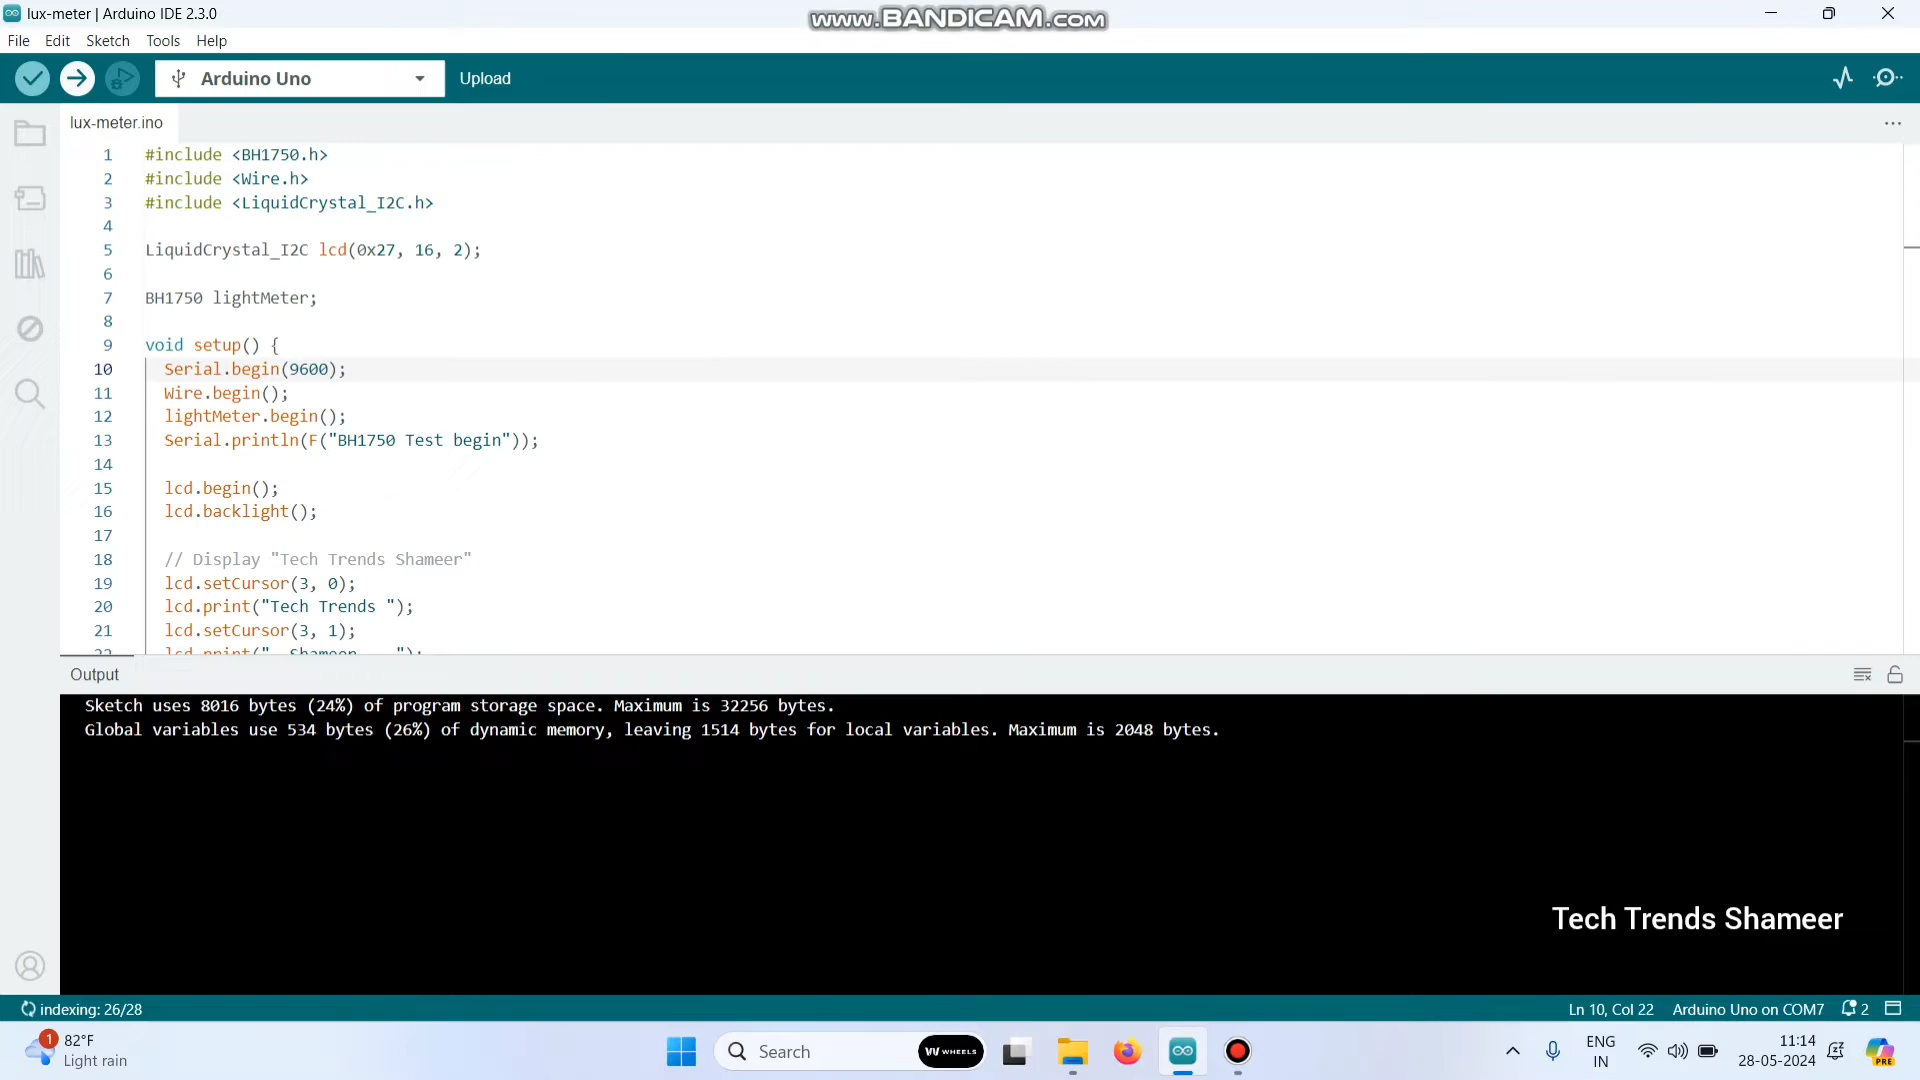 lux-meter | Arduino IDE 2.3.0
www.BANDICAM.com
File Edit Sketch Tools Help
Arduino Uno
Upload
lux-meter.ino
1 #include <BH1750.h>
2 #include <Wire.h>
3 #include <LiquidCrystal_I2C.h>
4
5 LiquidCrystal_I2C lcd(0x27, 16, 2);
6
7 BH1750 lightMeter;
8
9 void setup() {
10 Serial.begin(9600);
11 Wire.begin();
12 lightMeter.begin();
13 Serial.println(F("BH1750 Test begin"));
14
15 lcd.begin();
16 lcd.backlight();
17
18 // Display "Tech Trends Shameer"
19 lcd.setCursor(3, 0);
20 lcd.print("Tech Trends ");
21 lcd.setCursor(3, 1);
22 lcd.print("  Shameer    ");
Output
Sketch uses 8016 bytes (24%) of program storage space. Maximum is 32256 bytes.
Global variables use 534 bytes (26%) of dynamic memory, leaving 1514 bytes for local variables. Maximum is 2048 bytes.
Tech Trends Shameer
indexing: 26/28
Ln 10, Col 22 Arduino Uno on COM7 2
1
82°F
Light rain
Search
WHEELS
ENG
IN
11:14
28-05-2024
PRE